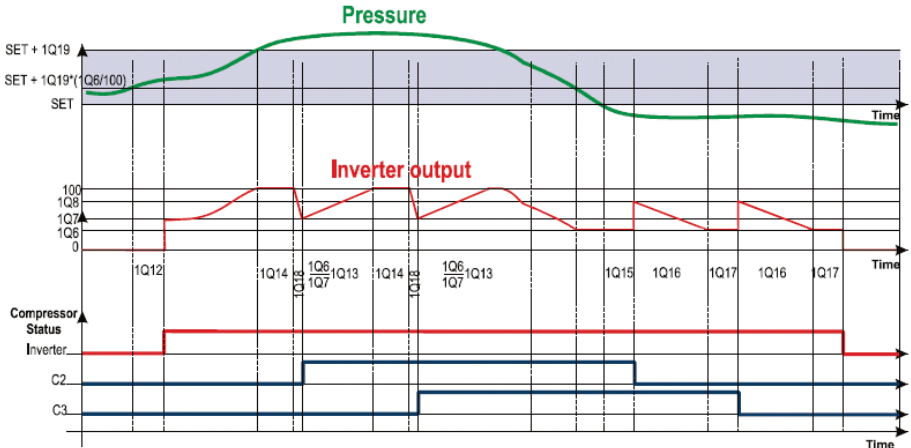 Pressure
SET + 1Q19
SET + 1Q19*(1Q6/100)
SET
Time
Inverter output
100
1Q8
1Q7
1Q6
0
Time
1Q12
1Q14
1Q18
1Q6
1Q7
1Q13
1Q14
1Q18
1Q6
1Q7
1Q13
1Q15
1Q16
1Q17
1Q16
1Q17
Compressor
Status
Inverter
C2
C3
Time